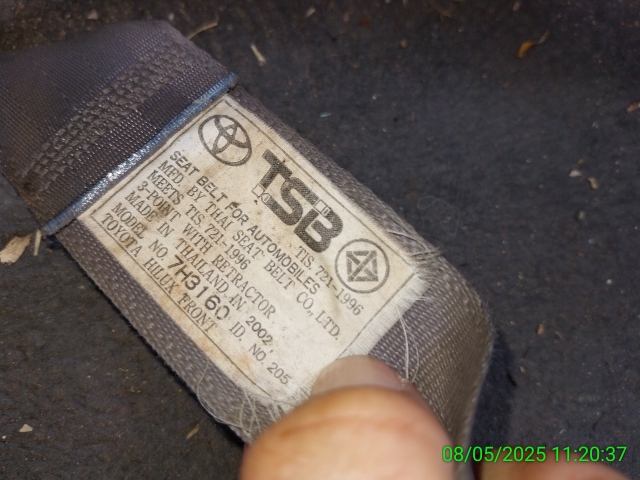 TSB
TIS. 721-1996
SEAT BELT FOR AUTOMOBILES
MFD. BY THAI SEAT BELT CO., LTD.
MEETS TIS. 721-1996
3-POINT WITH RETRACTOR
MADE IN THAILAND IN 2002,
MODEL NO. 7H3160 ID. NO. 205
TOYOTA HILUX FRONT
08/05/2025 11:20:37